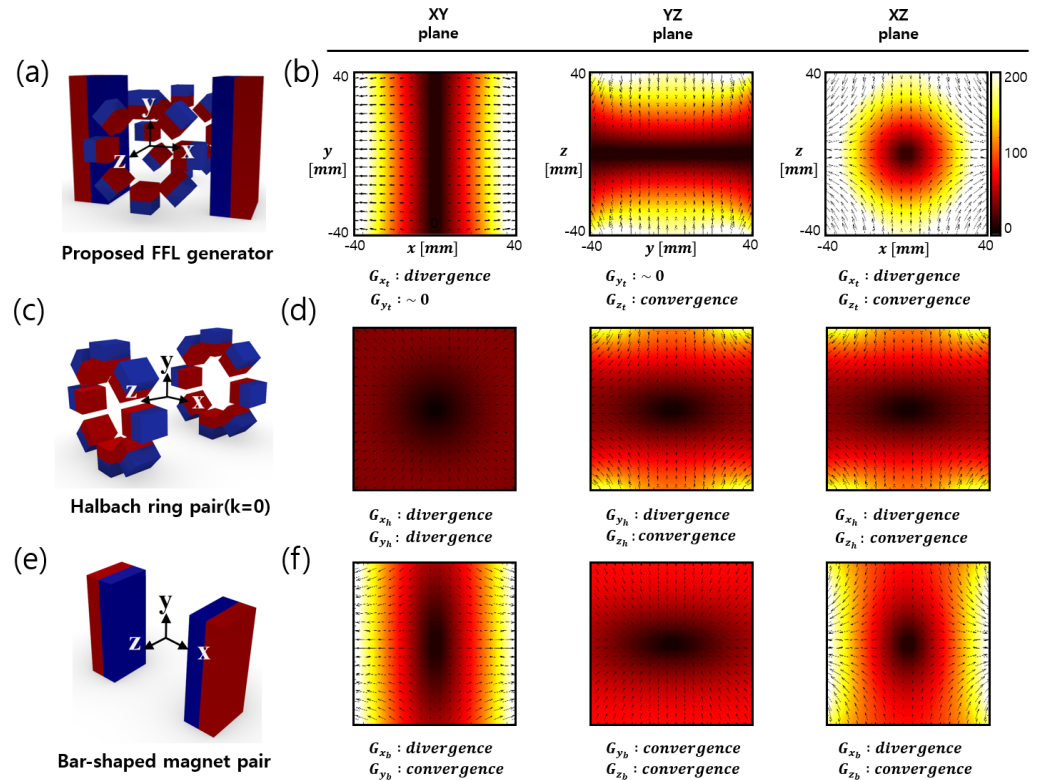 XY plane
YZ plane
XZ plane
(a)
y
z
x
Proposed FFL generator
(b)
40
y
[mm]
-40
-40
x [mm]
40
G_{x_t} : divergence
G_{y_t} : ~ 0
40
z
[mm]
-40
-40
y [mm]
40
G_{y_t} : ~ 0
G_{z_t} : convergence
40
z
[mm]
-40
-40
x [mm]
40
200
100
0
G_{x_t} : divergence
G_{z_t} : convergence
(c)
y
z
x
Halbach ring pair(k=0)
(d)
G_{x_h} : divergence
G_{y_h} : divergence
G_{y_h} : divergence
G_{z_h} : convergence
G_{x_h} : divergence
G_{z_h} : convergence
(e)
y
z
x
Bar-shaped magnet pair
(f)
G_{x_b} : divergence
G_{y_b} : convergence
G_{y_b} : convergence
G_{z_b} : convergence
G_{x_b} : divergence
G_{z_b} : convergence